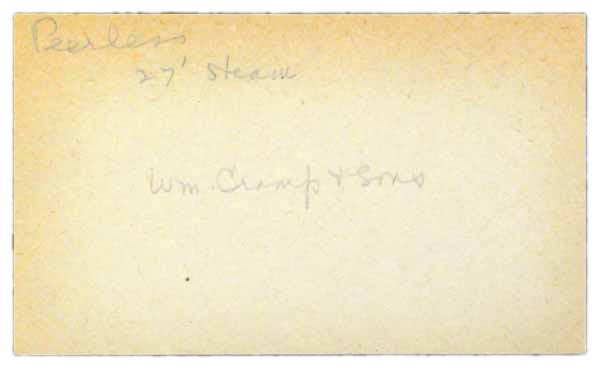 Peerless
27' Steam
Wm. Cramp & Sons